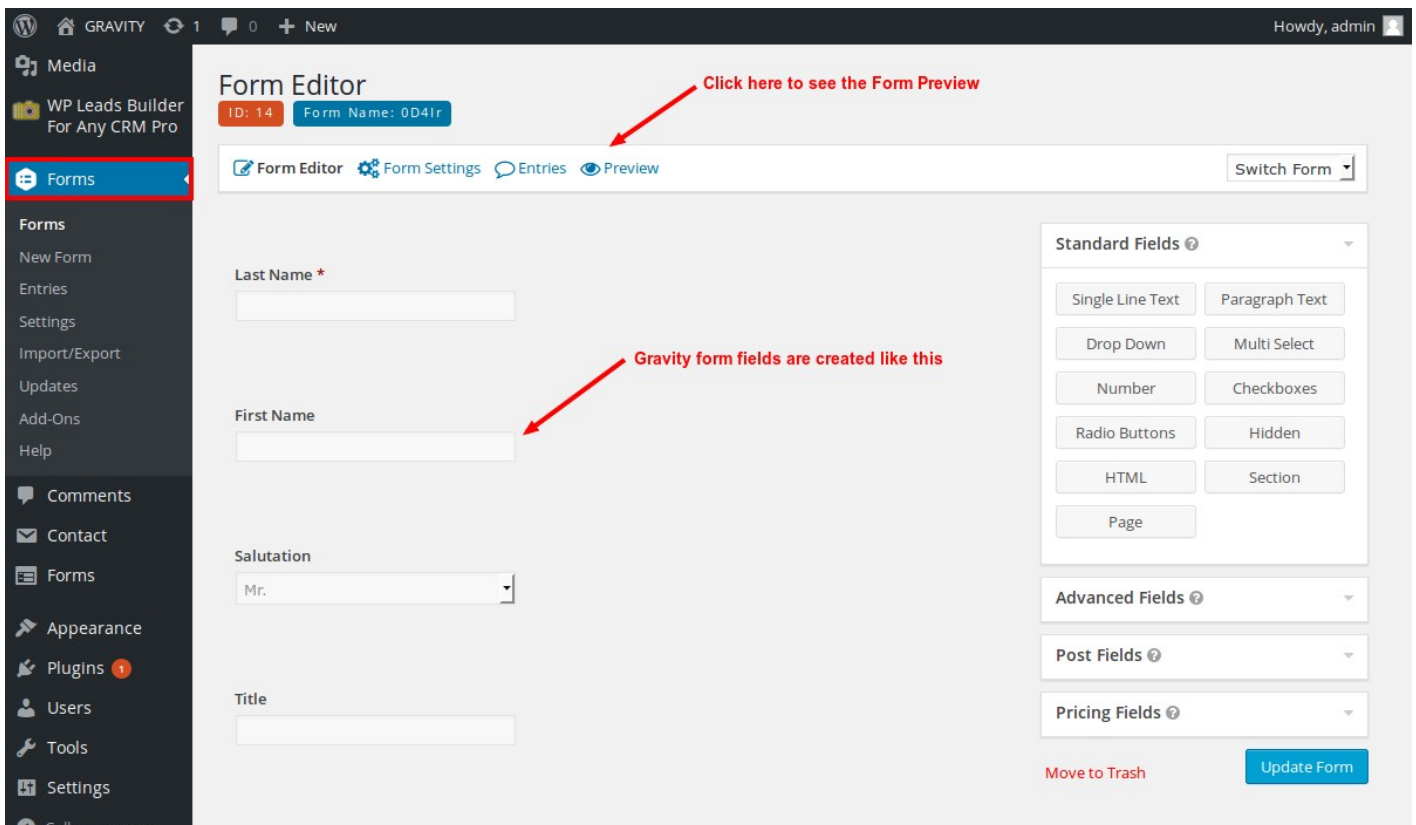 GRAVITY 1 0 New
Howdy, admin
Media
WP Leads Builder
For Any CRM Pro
Forms
Forms
New Form
Entries
Settings
Import/Export
Updates
Add-Ons
Help
Comments
Contact
Forms
Appearance
Plugins 1
Users
Tools
Settings
Form Editor
ID: 14 Form Name: 0D4Ir
Click here to see the Form Preview
Form Editor Form Settings Entries Preview
Switch Form
Last Name *
Gravity form fields are created like this
First Name
Salutation
Mr.
Title
Standard Fields
Single Line Text Paragraph Text
Drop Down Multi Select
Number Checkboxes
Radio Buttons Hidden
HTML Section
Page
Advanced Fields
Post Fields
Pricing Fields
Move to Trash Update Form